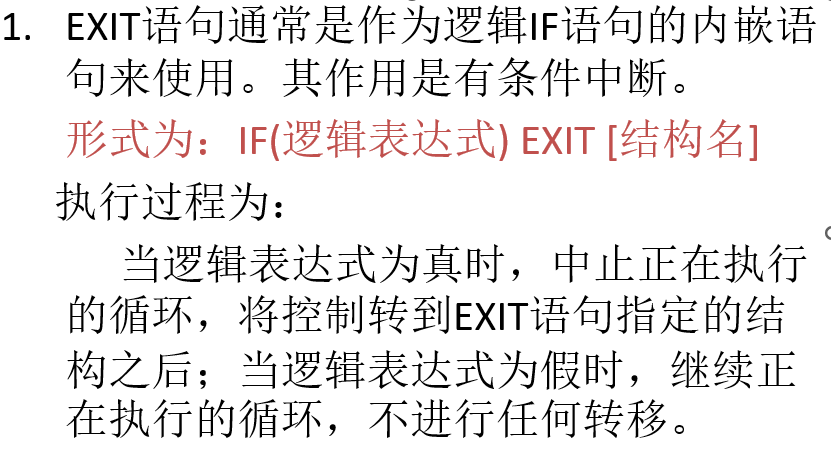 1. EXIT语句通常是作为逻辑IF语句的内嵌语
句来使用。其作用是有条件中断。
形式为：IF(逻辑表达式) EXIT [结构名]
执行过程为：
当逻辑表达式为真时，中止正在执行
的循环，将控制转到EXIT语句指定的结
构之后；当逻辑表达式为假时，继续正
在执行的循环，不进行任何转移。